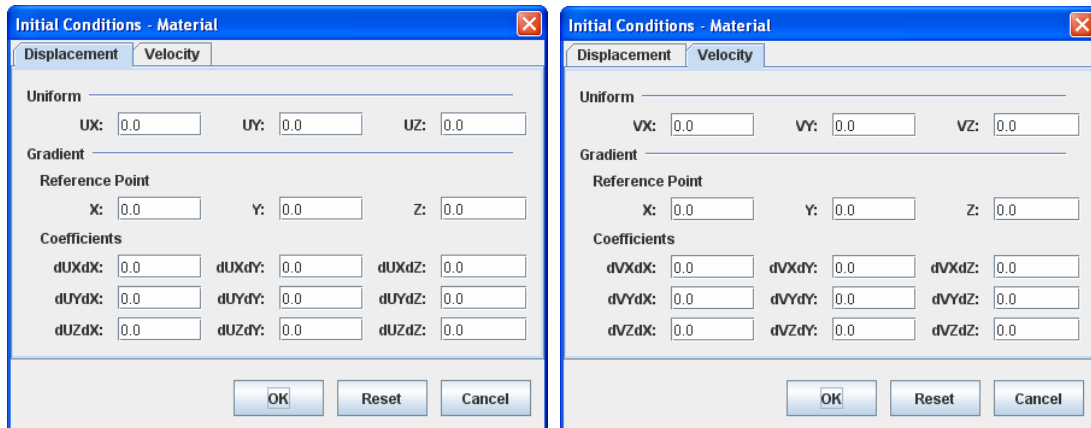 Initial Conditions - Material
Displacement Velocity
Uniform
UX: 0.0 UY: 0.0 UZ: 0.0
Gradient
Reference Point
X: 0.0 Y: 0.0 Z: 0.0
Coefficients
dUXdX: 0.0 dUXdY: 0.0 dUXdZ: 0.0
dUYdX: 0.0 dUYdY: 0.0 dUYdZ: 0.0
dUZdX: 0.0 dUZdY: 0.0 dUZdZ: 0.0
OK Reset Cancel
Initial Conditions - Material
Displacement Velocity
Uniform
VX: 0.0 VY: 0.0 VZ: 0.0
Gradient
Reference Point
X: 0.0 Y: 0.0 Z: 0.0
Coefficients
dVXdX: 0.0 dVXdY: 0.0 dVXdZ: 0.0
dVYdX: 0.0 dVYdY: 0.0 dVYdZ: 0.0
dVZdX: 0.0 dVZdY: 0.0 dVZdZ: 0.0
OK Reset Cancel